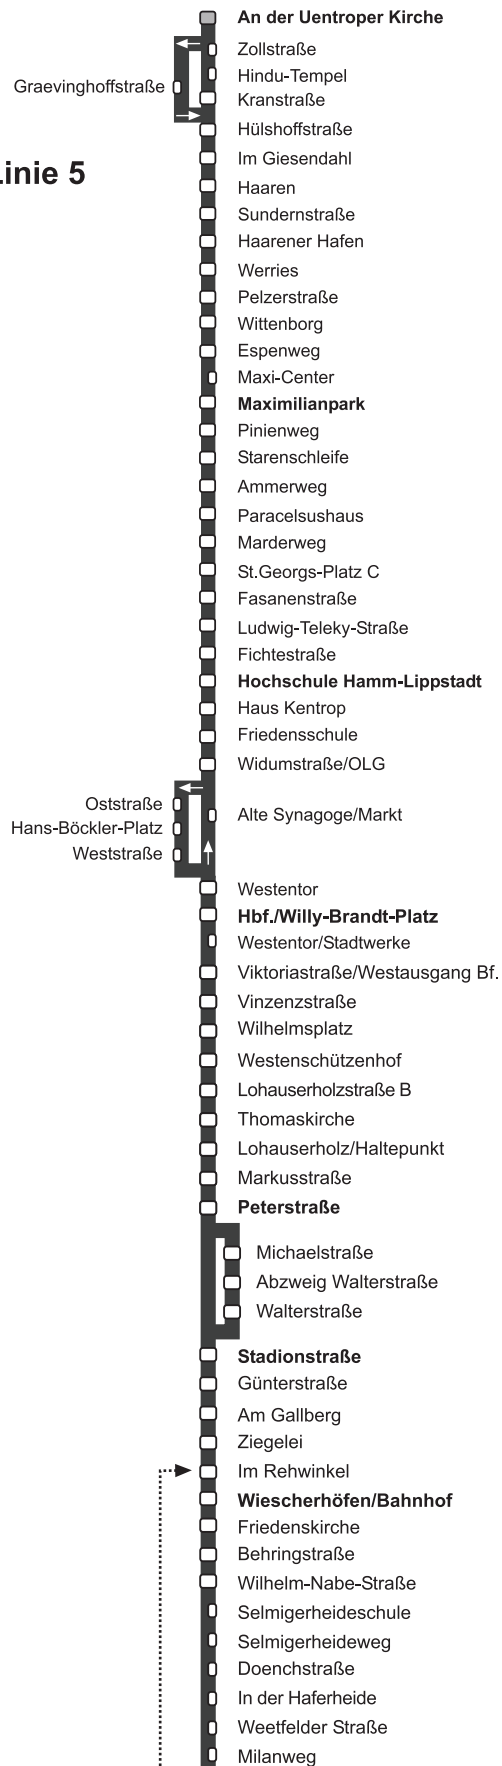 An der Uentroper Kirche
Zollstraße
Hindu-Tempel
Graevinghoffstraße
Kranstraße
Hülshoffstraße
Im Giesendahl
Linie 5
Haaren
Sundernstraße
Haarener Hafen
Werries
Pelzerstraße
Wittenborg
Espenweg
Maxi-Center
Maximilianpark
Pinienweg
Starenschleife
Ammerweg
Paracelsushaus
Marderweg
St.Georgs-Platz C
Fasanenstraße
Ludwig-Teleky-Straße
Fichtestraße
Hochschule Hamm-Lippstadt
Haus Kentrop
Friedensschule
Widumstraße/OLG
Oststraße
Alte Synagoge/Markt
Hans-Böckler-Platz
Weststraße
Westentor
Hbf./Willy-Brandt-Platz
Westentor/Stadtwerke
Viktoriastraße/Westausgang Bf.
Vinzenzstraße
Wilhelmsplatz
Westenschützenhof
Lohauserholzstraße B
Thomaskirche
Lohauserholz/Haltepunkt
Markusstraße
Peterstraße
Michaelstraße
Abzweig Walterstraße
Walterstraße
Stadionstraße
Günterstraße
Am Gallberg
Ziegelei
Im Rehwinkel
Wiescherhöfen/Bahnhof
Friedenskirche
Behringstraße
Wilhelm-Nabe-Straße
Selmigerheideschule
Selmigerheideweg
Doenchstraße
In der Haferheide
Weetfelder Straße
Milanweg